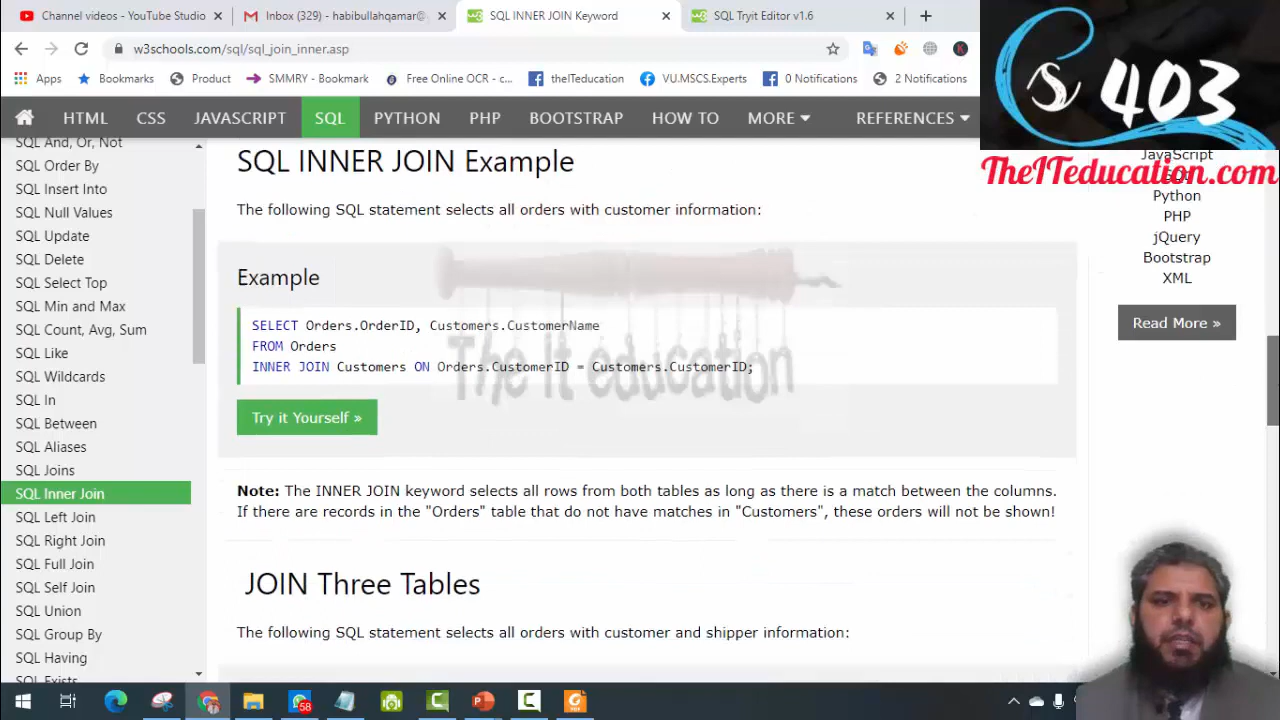 Channel videos - YouTube Studio
Inbox (329) - habibullahqamar@
SQL INNER JOIN Keyword
SQL Tryit Editor v1.6
w3schools.com/sql/sql_join_inner.asp
Apps
Bookmarks
Product
SMMRY - Bookmark
Free Online OCR - c...
theITeducation
VU.MSCS.Experts
0 Notifications
2 Notifications
CS 403
TheITeducation.com
HTML
CSS
JAVASCRIPT
SQL
PYTHON
PHP
BOOTSTRAP
HOW TO
MORE
REFERENCES
SQL And, Or, Not
SQL Order By
SQL Insert Into
SQL Null Values
SQL Update
SQL Delete
SQL Select Top
SQL Min and Max
SQL Count, Avg, Sum
SQL Like
SQL Wildcards
SQL In
SQL Between
SQL Aliases
SQL Joins
SQL Inner Join
SQL Left Join
SQL Right Join
SQL Full Join
SQL Self Join
SQL Union
SQL Group By
SQL Having
SQL Exists
SQL INNER JOIN Example
The following SQL statement selects all orders with customer information:
Example
SELECT Orders.OrderID, Customers.CustomerName
FROM Orders
INNER JOIN Customers ON Orders.CustomerID = Customers.CustomerID;
The it education
Try it Yourself »
Note: The INNER JOIN keyword selects all rows from both tables as long as there is a match between the columns.
If there are records in the "Orders" table that do not have matches in "Customers", these orders will not be shown!
JOIN Three Tables
The following SQL statement selects all orders with customer and shipper information:
JavaScript
Python
PHP
jQuery
Bootstrap
XML
Read More »
58